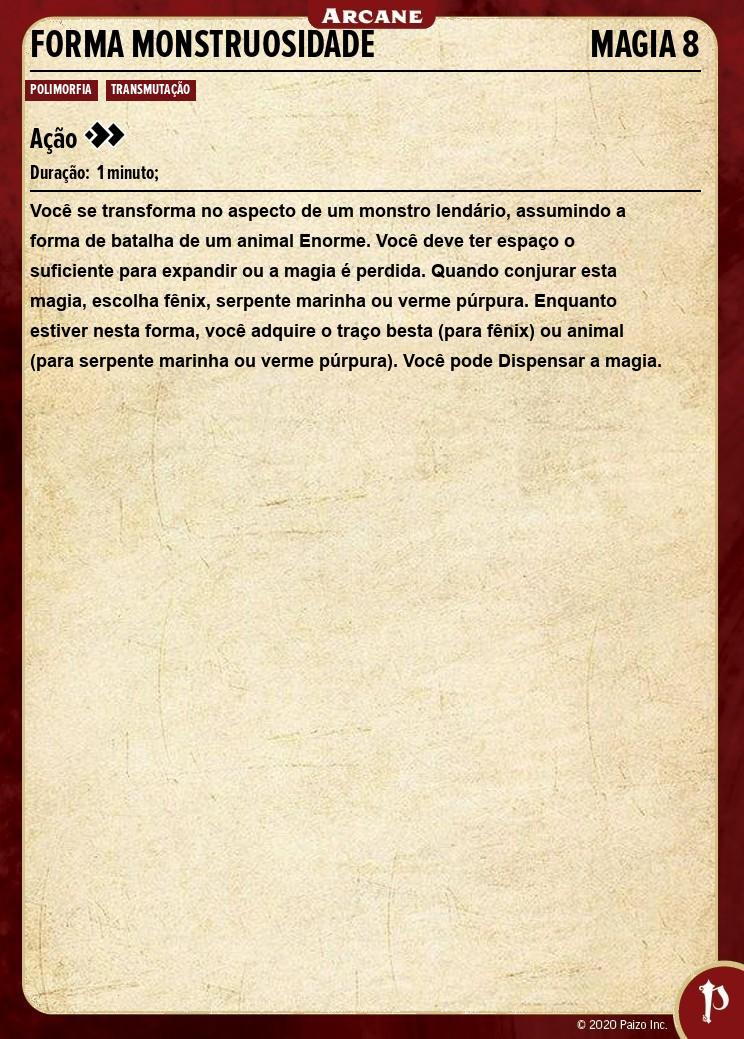 ARCANE
FORMA MONSTRUOSIDADE MAGIA 8
POLIMORFIA TRANSMUTAÇÃO
Ação
Duração: 1 minuto;
Você se transforma no aspecto de um monstro lendário, assumindo a
forma de batalha de um animal Enorme. Você deve ter espaço o
suficiente para expandir ou a magia é perdida. Quando conjurar esta
magia, escolha fênix, serpente marinha ou verme púrpura. Enquanto
estiver nesta forma, você adquire o traço besta (para fênix) ou animal
(para serpente marinha ou verme púrpura). Você pode Dispensar a magia.
© 2020 Paizo Inc.
P